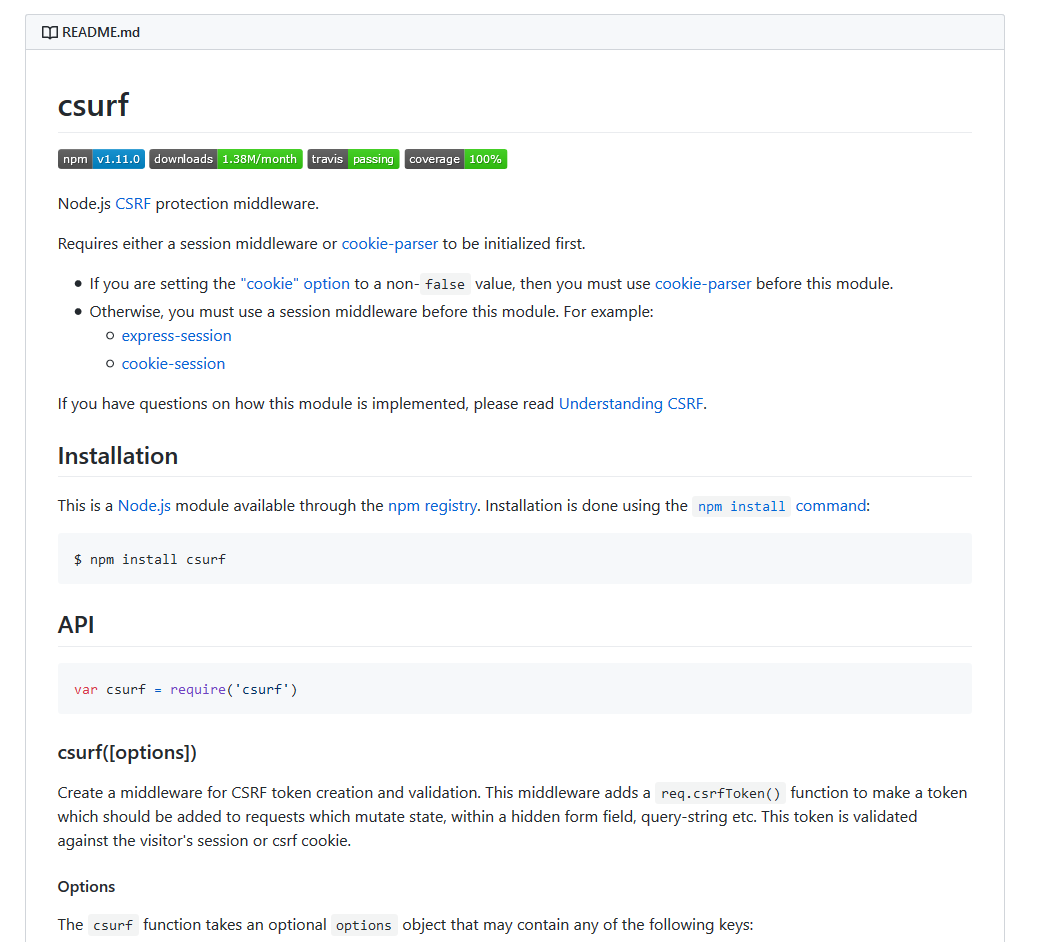 README.md
csurf
npm v1.11.0 downloads 1.38M/month travis passing coverage 100%
Node.js CSRF protection middleware.
Requires either a session middleware or cookie-parser to be initialized first.
If you are setting the "cookie" option to a non-false value, then you must use cookie-parser before this module.
Otherwise, you must use a session middleware before this module. For example:
express-session
cookie-session
If you have questions on how this module is implemented, please read Understanding CSRF.
Installation
This is a Node.js module available through the npm registry. Installation is done using the npm install command:
$ npm install csurf
API
var csurf = require('csurf')
csurf([options])
Create a middleware for CSRF token creation and validation. This middleware adds a req.csrfToken() function to make a token
which should be added to requests which mutate state, within a hidden form field, query-string etc. This token is validated
against the visitor's session or csrf cookie.
Options
The csurf function takes an optional options object that may contain any of the following keys: